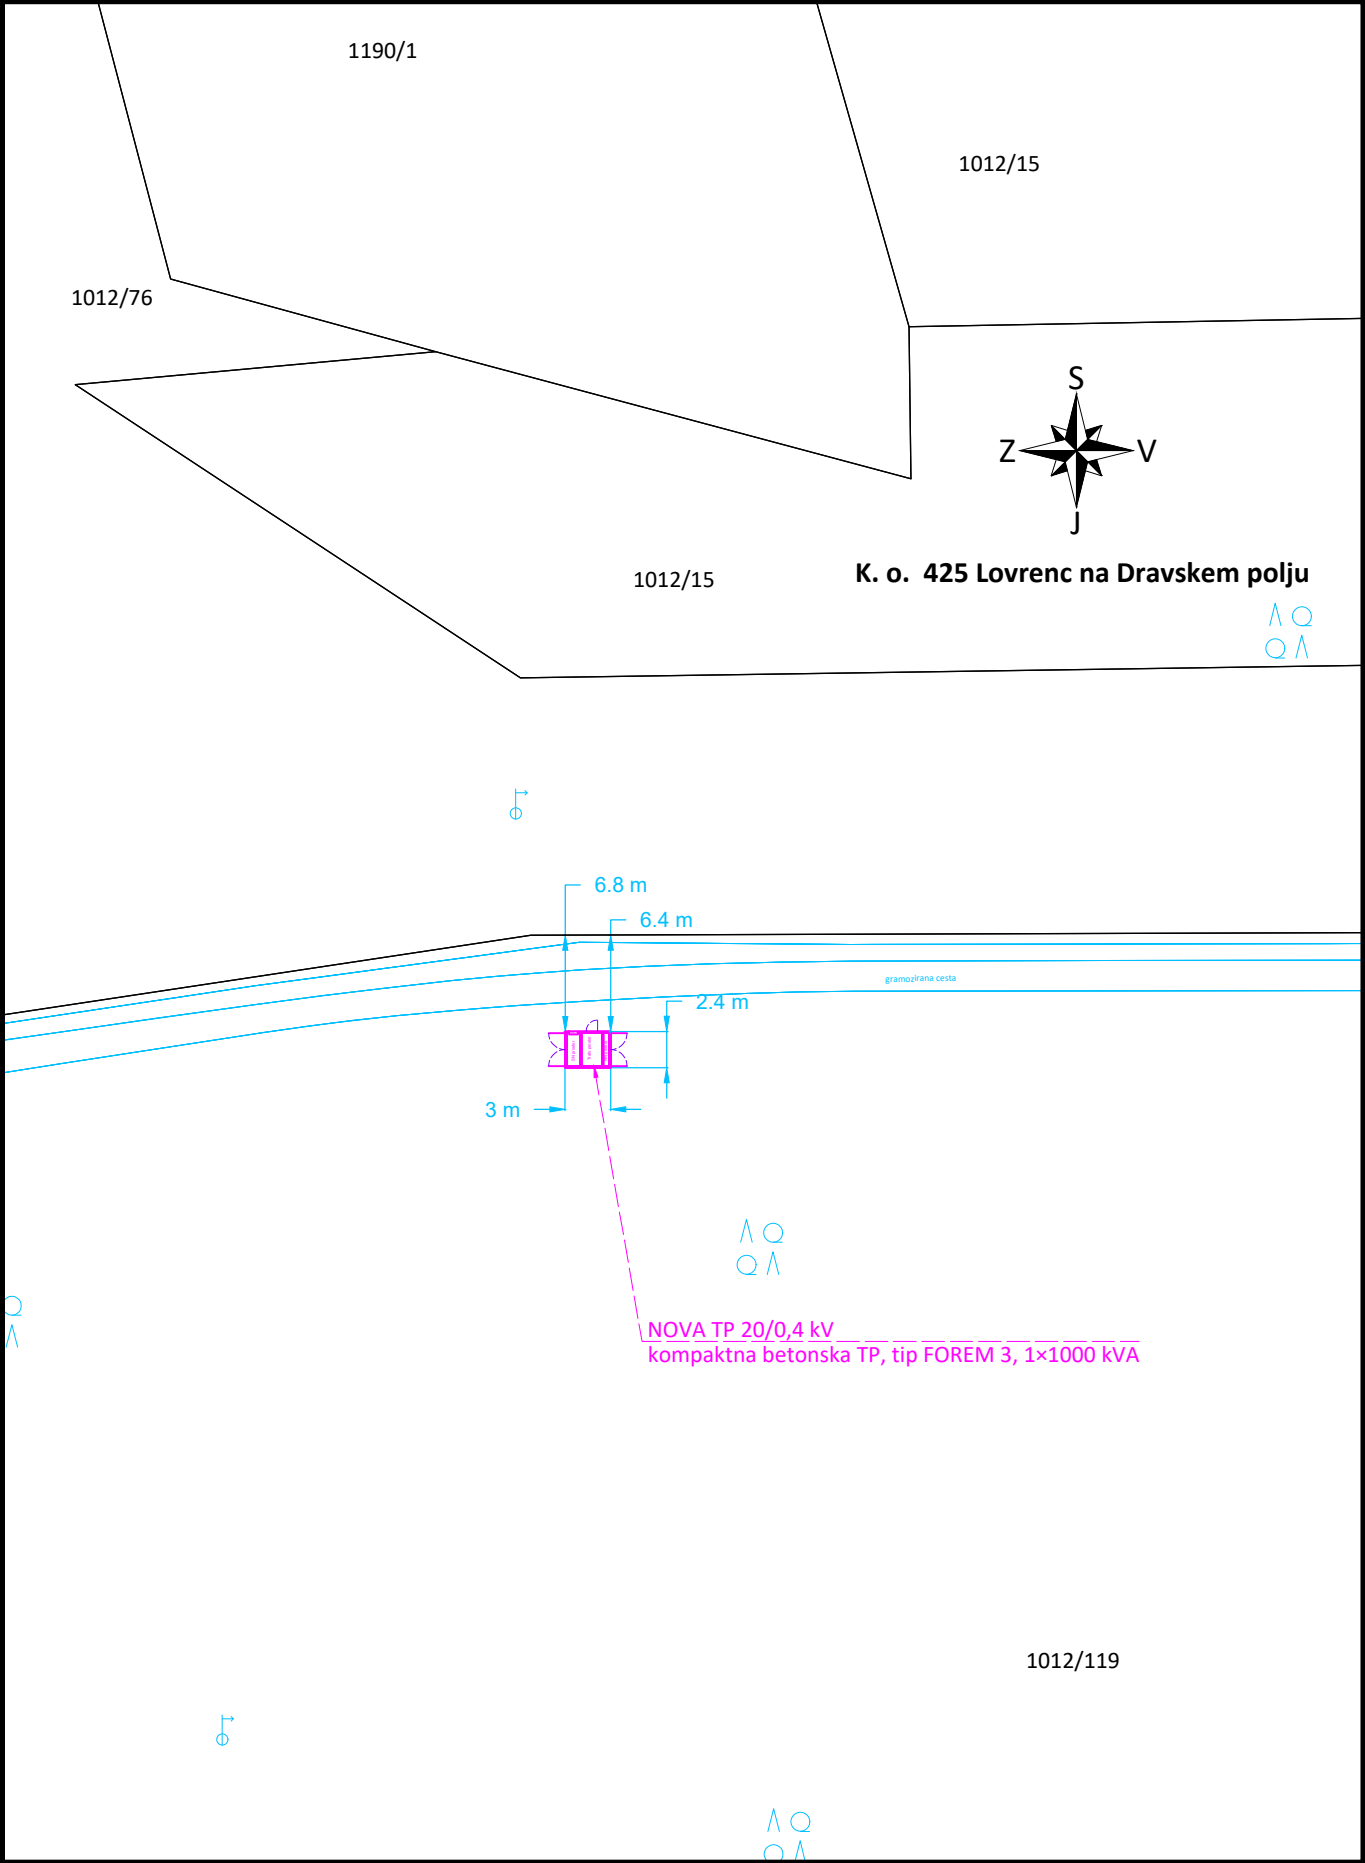 1190/1
1012/15
1012/76
S
Z
V
J
K. o. 425 Lovrenc na Dravskem polju
1012/15
6.8 m
6.4 m
gramozirana cesta
2.4 m
3 m
NOVA TP 20/0,4 kV
kompaktna betonska TP, tip FOREM 3, 1×1000 kVA
1012/119